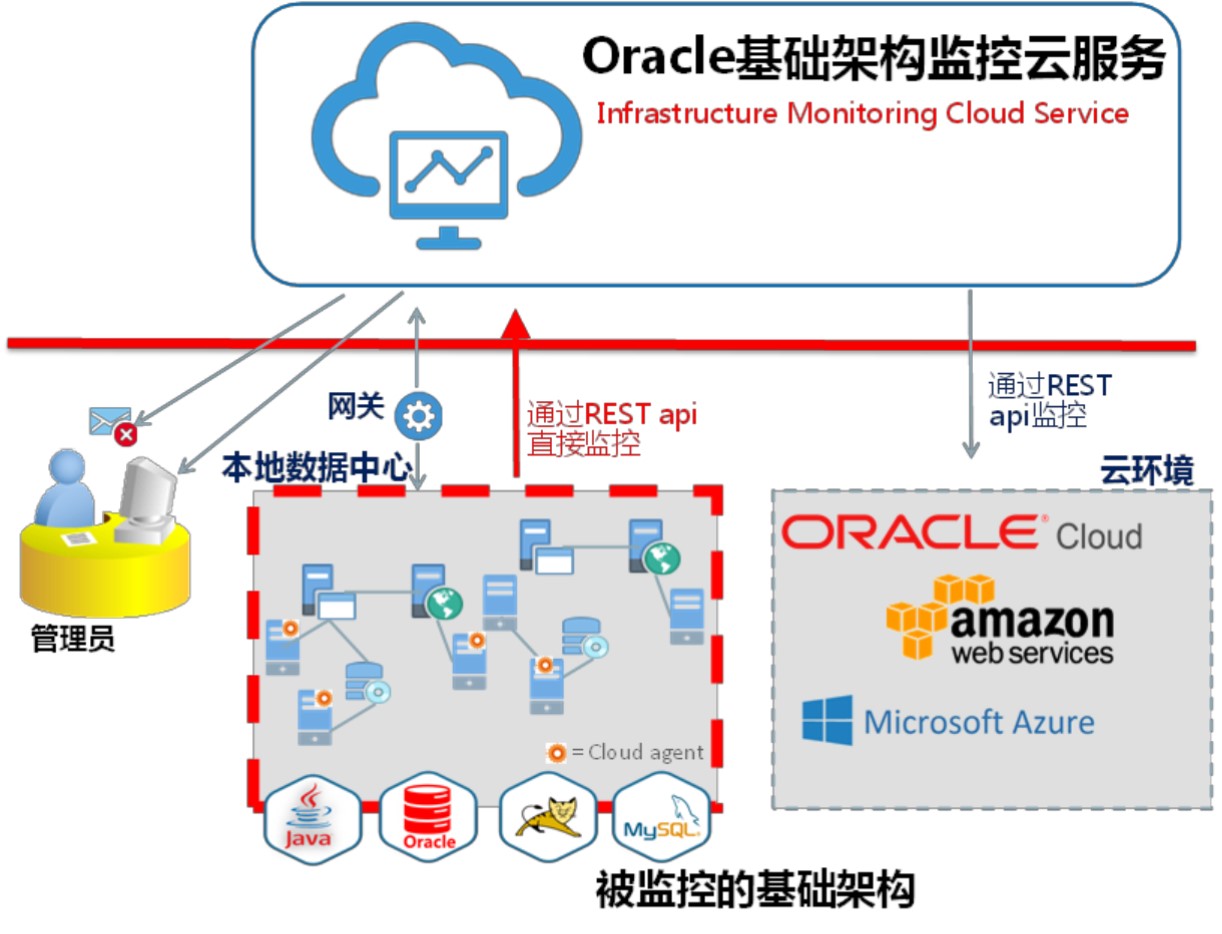 Oracle基础架构监控云服务
Infrastructure Monitoring Cloud Service
网关
通过REST api
直接监控
通过REST
api监控
本地数据中心
云环境
管理员
ORACLE® Cloud
amazon
web services
Microsoft Azure
= Cloud agent
Java
Oracle
MySQL
被监控的基础架构